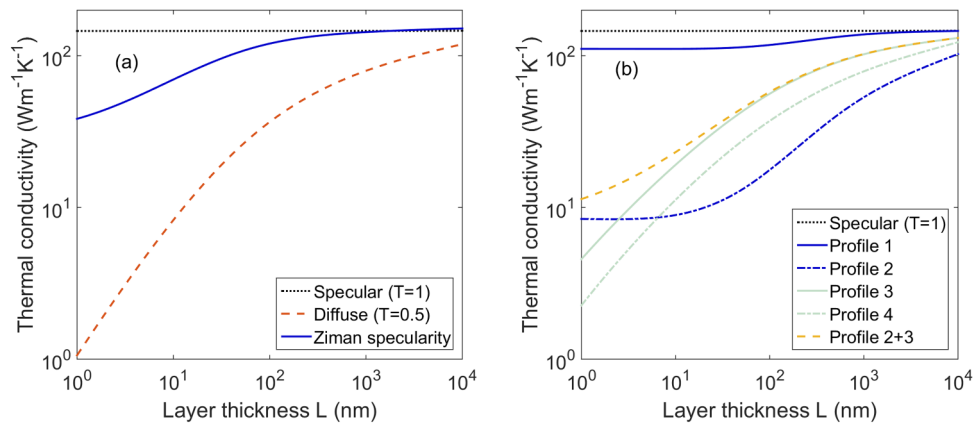 (a)
Thermal conductivity (Wm⁻¹K⁻¹)
10²
10¹
10⁰
Specular (T=1)
Diffuse (T=0.5)
Ziman specularity
10⁰ 10¹ 10² 10³ 10⁴
Layer thickness L (nm)
(b)
Thermal conductivity (Wm⁻¹K⁻¹)
10²
10¹
10⁰
Specular (T=1)
Profile 1
Profile 2
Profile 3
Profile 4
Profile 2+3
10⁰ 10¹ 10² 10³ 10⁴
Layer thickness L (nm)